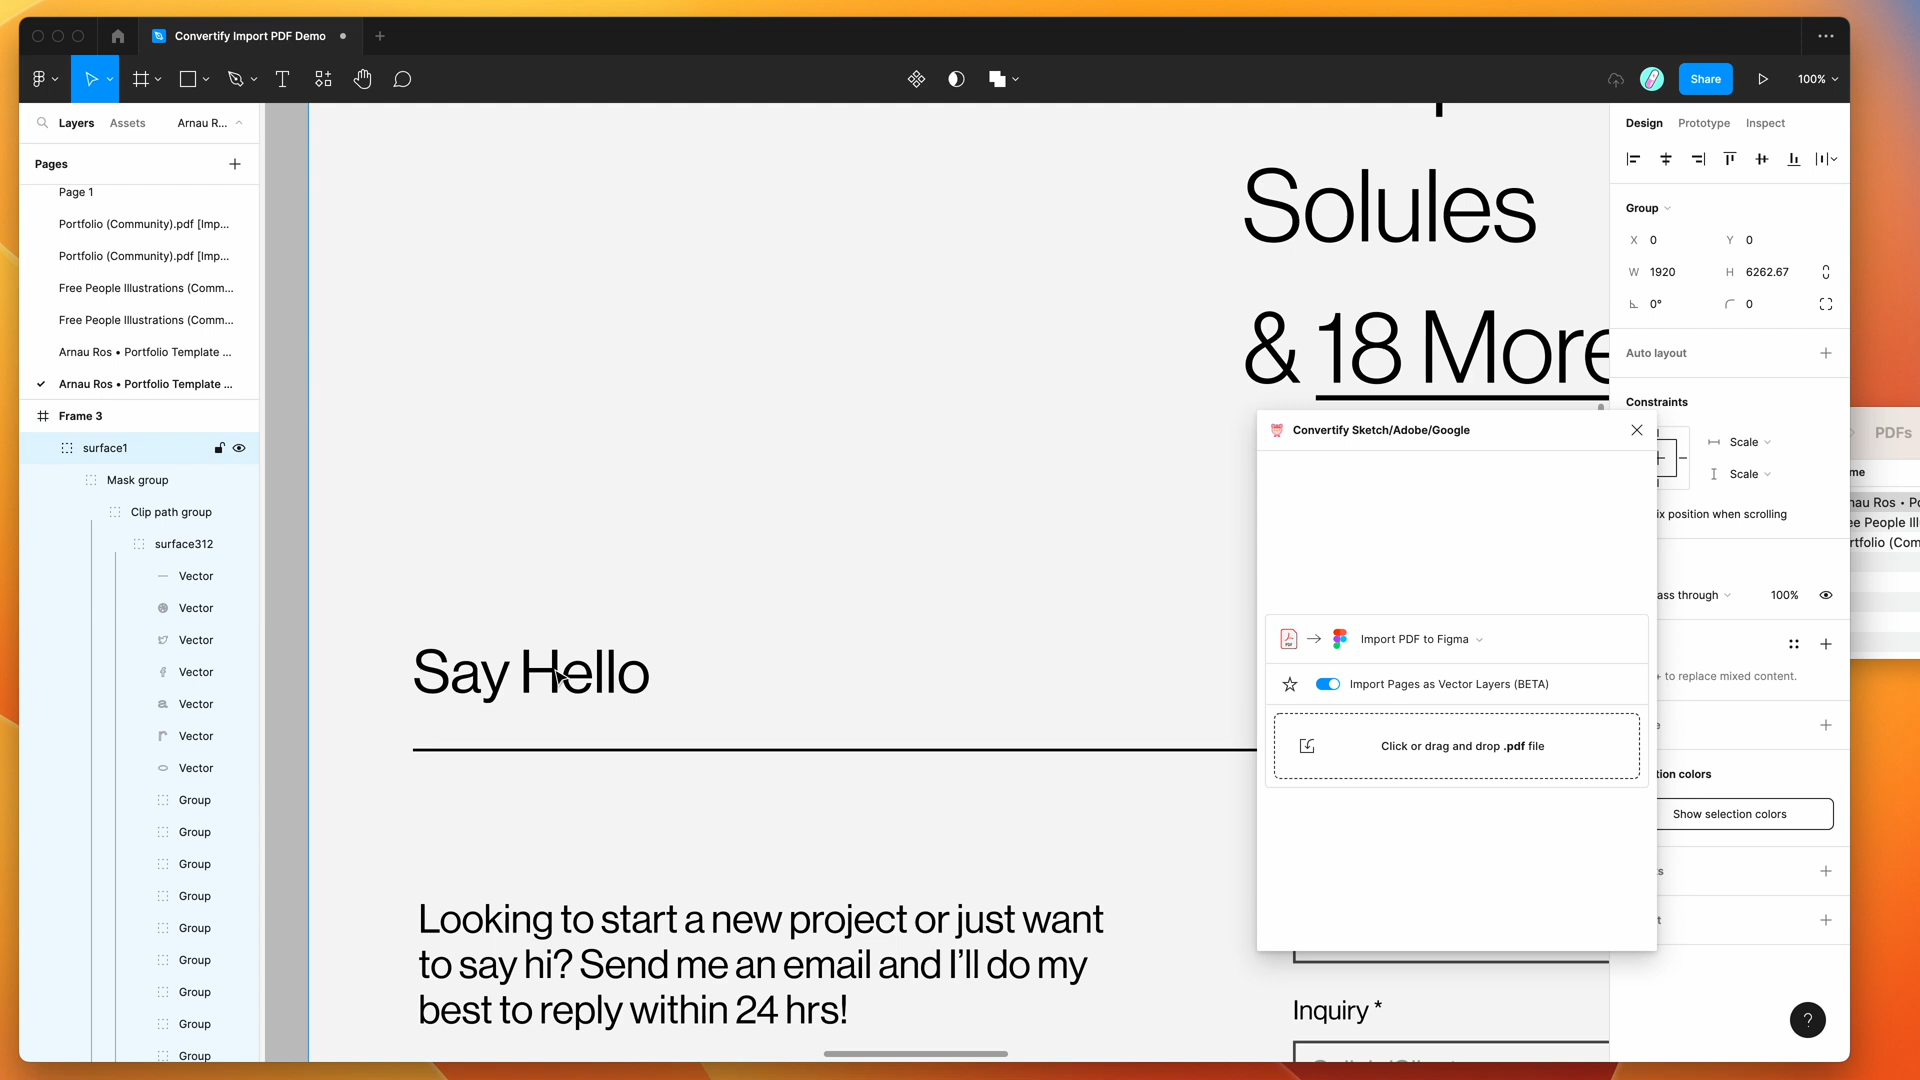 Convertify Import PDF Demo
Share
100%
Layers
Assets
Arnau R...
Pages
Page 1
Portfolio (Community).pdf [Imp...
Portfolio (Community).pdf [Imp...
Free People Illustrations (Comm...
Free People Illustrations (Comm...
Arnau Ros • Portfolio Template ...
Arnau Ros • Portfolio Template ...
Frame 3
surface1
Mask group
Clip path group
surface312
Vector
Vector
Vector
Vector
Vector
Vector
Vector
Group
Group
Group
Group
Group
Group
Group
Group
Group
Solules
& 18 More
Say Hello
Looking to start a new project or just want
to say hi? Send me an email and I'll do my
best to reply within 24 hrs!
Inquiry *
Convertify Sketch/Adobe/Google
Import PDF to Figma
Import Pages as Vector Layers (BETA)
Click or drag and drop .pdf file
Design
Prototype
Inspect
Group
X 0
Y 0
W 1920
H 6262.67
0°
0
Auto layout
Constraints
Scale
Scale
ix position when scrolling
ass through
100%
+ to replace mixed content.
tion colors
Show selection colors
?
PDFs
me
nau Ros • Po
ee People Ill
rtfolio (Com